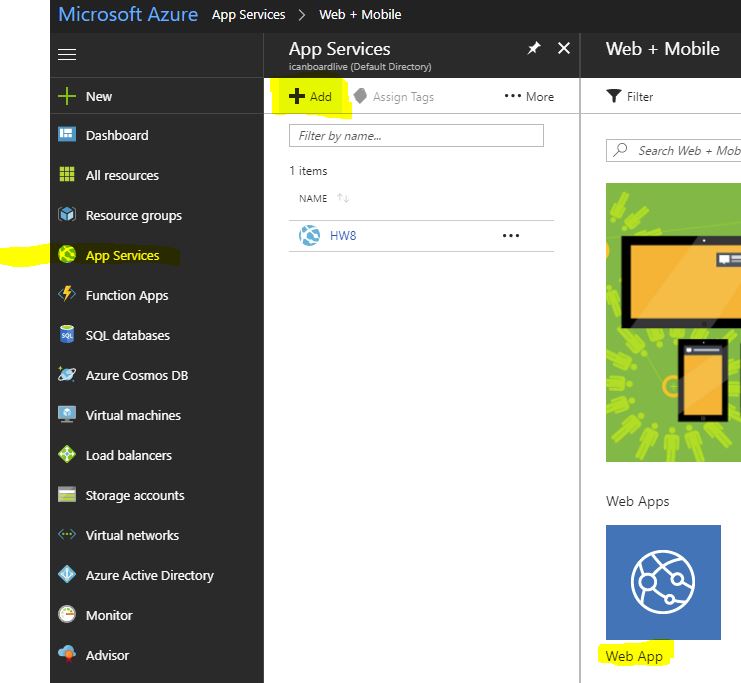 Microsoft Azure App Services > Web + Mobile
New
Dashboard
All resources
Resource groups
App Services
Function Apps
SQL databases
Azure Cosmos DB
Virtual machines
Load balancers
Storage accounts
Virtual networks
Azure Active Directory
Monitor
Advisor
App Services
icanboardlive (Default Directory)
Add Assign Tags ••• More
Filter by name...
1 items
NAME
HW8 •••
Web + Mobile
Filter
Search Web + Mob
Web Apps
Web App